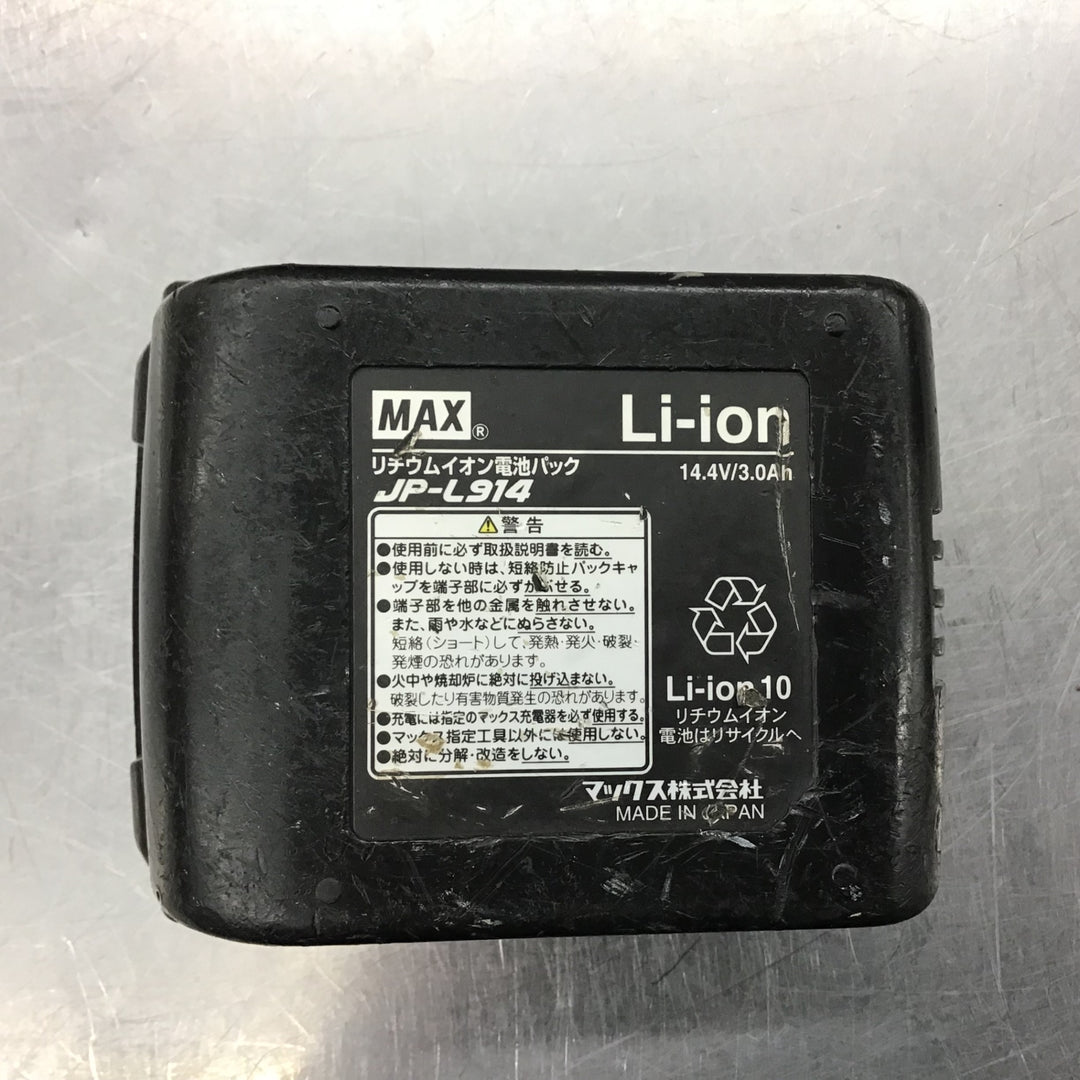 MAX®
Li-ion
リチウムイオン電池パック
14.4V/3.0Ah
JP-L914
⚠警告
●使用前に必ず取扱説明書を読む。
●使用しない時は、短絡防止パックキャ
ップを端子部に必ずかぶせる。
●端子部を他の金属を触れさせない。
また、雨や水などにぬらさない。
短絡(ショート)して、発熱・発火・破裂・
発煙の恐れがあります。
●火中や焼却炉に絶対に投げ込まない。
破裂したり有害物質発生の恐れがあります。
●充電には指定のマックス充電器を必ず使用する。
●マックス指定工具以外には使用しない。
●絶対に分解・改造をしない。
Li-ion 10
リチウムイオン
電池はリサイクルへ
マックス株式会社
MADE IN JAPAN